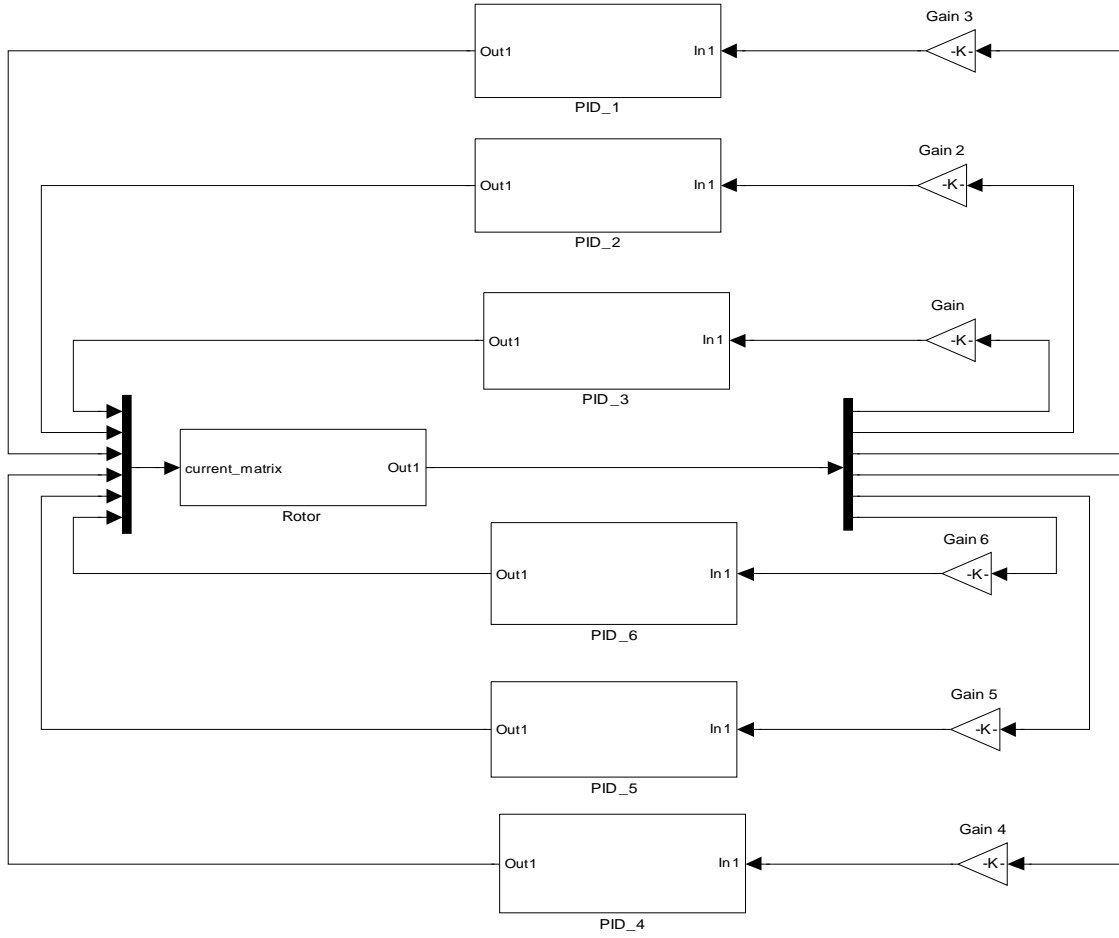 Gain 3
Out1 In1 -K-
PID_1
Gain 2
Out1 In1 -K-
PID_2
Gain
Out1 In1 -K-
PID_3
current_matrix Out1
Rotor
Gain 6
Out1 In1 -K-
PID_6
Gain 5
Out1 In1 -K-
PID_5
Gain 4
Out1 In1 -K-
PID_4